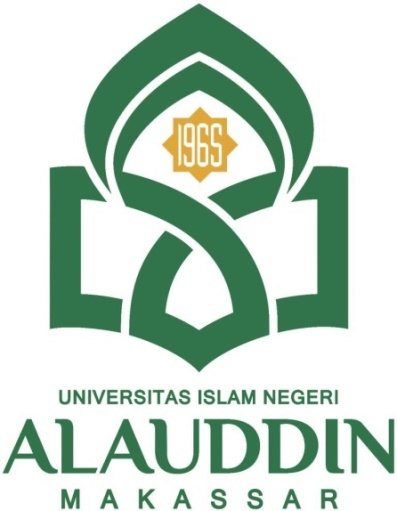 1965
UNIVERSITAS ISLAM NEGERI
ALAUDDIN
MAKASSAR